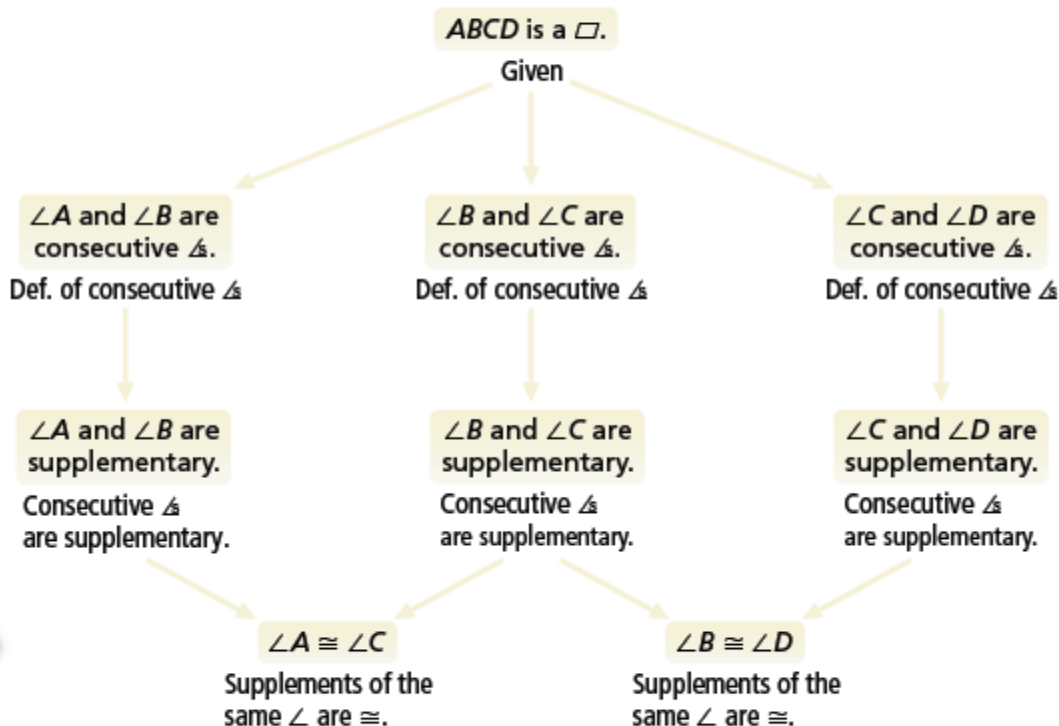 ABCD is a ▱.
Given
∠A and ∠B are
consecutive ∠s.
Def. of consecutive ∠s
∠B and ∠C are
consecutive ∠s.
Def. of consecutive ∠s
∠C and ∠D are
consecutive ∠s.
Def. of consecutive ∠s
∠A and ∠B are
supplementary.
Consecutive ∠s
are supplementary.
∠B and ∠C are
supplementary.
Consecutive ∠s
are supplementary.
∠C and ∠D are
supplementary.
Consecutive ∠s
are supplementary.
∠A ≅ ∠C
Supplements of the
same ∠ are ≅.
∠B ≅ ∠D
Supplements of the
same ∠ are ≅.